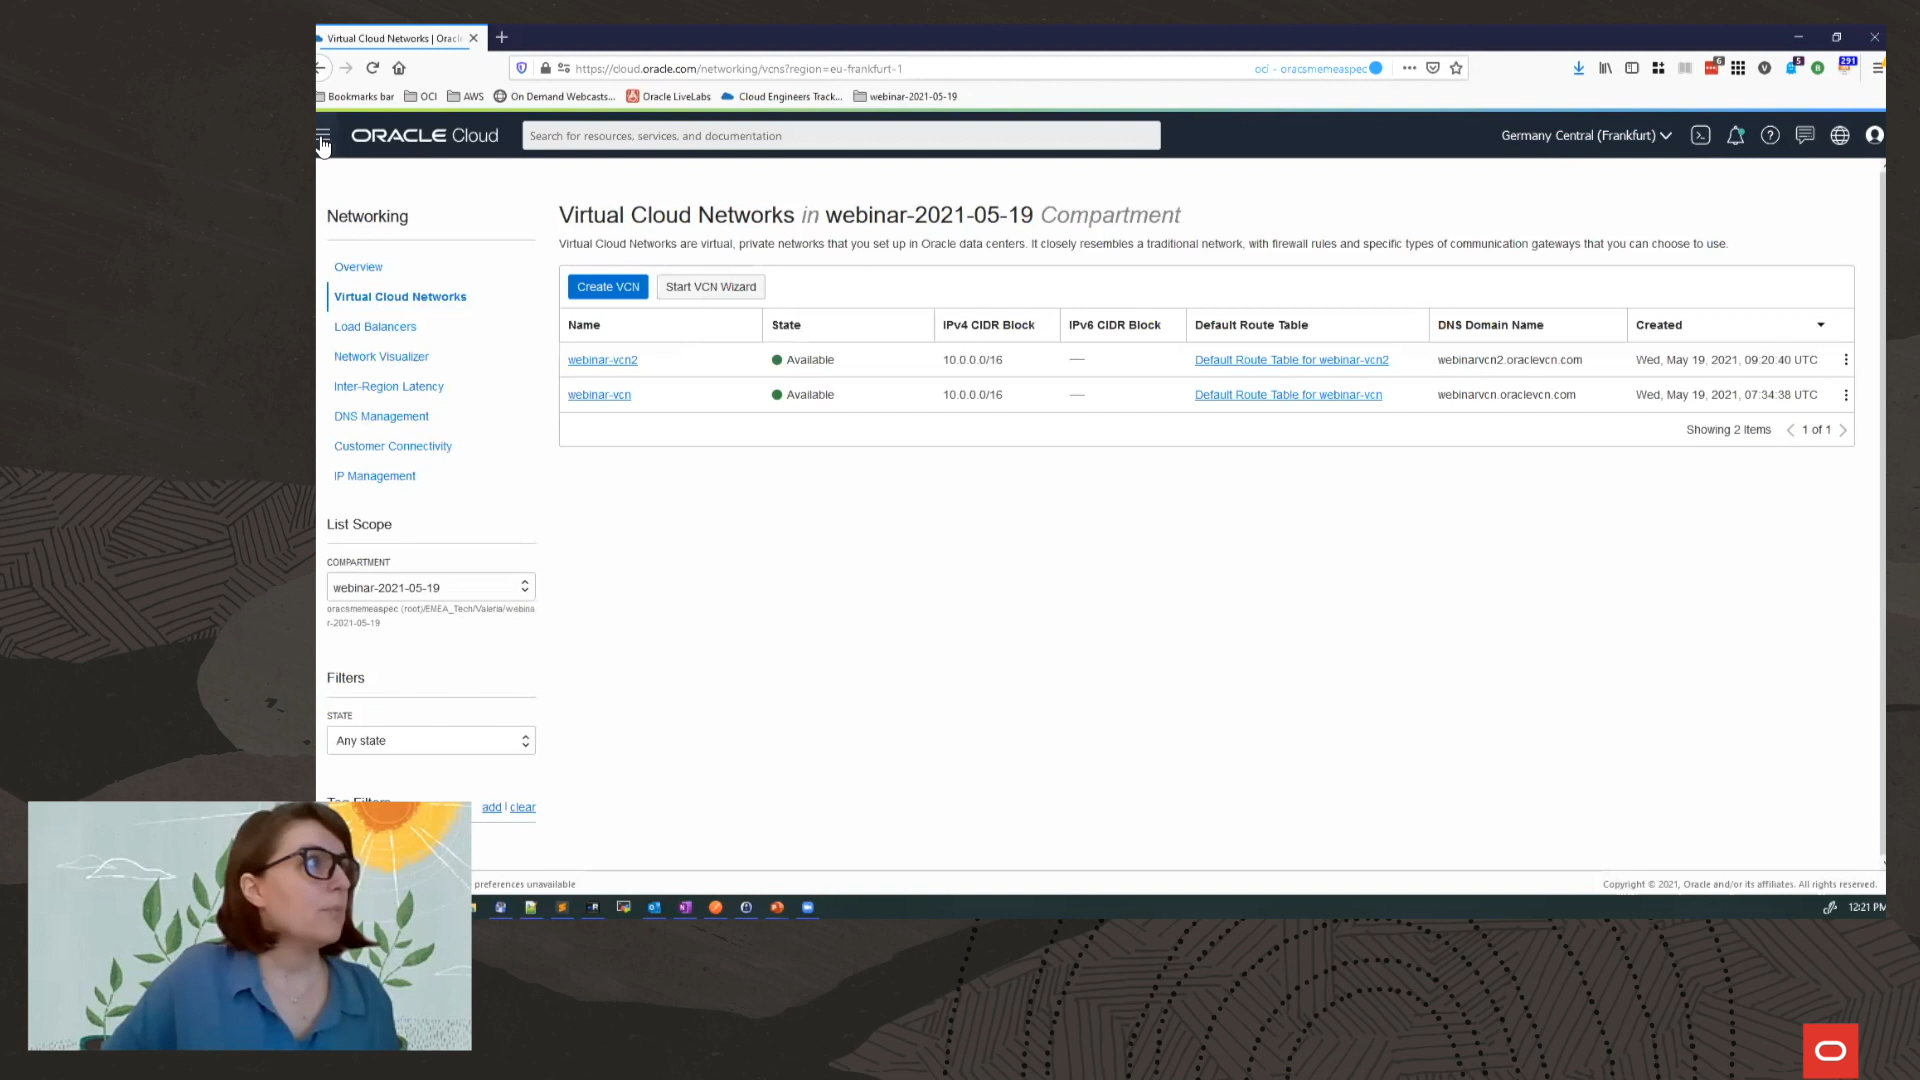 Virtual Cloud Networks | Oracle
https://cloud.oracle.com/networking/vcns?region=eu-frankfurt-1
oci - oracsmemeaspec
6
5
291
Bookmarks bar
OCI
AWS
On Demand Webcasts...
Oracle LiveLabs
Cloud Engineers Track...
webinar-2021-05-19
ORACLE Cloud
Search for resources, services, and documentation
Germany Central (Frankfurt)
Networking
Overview
Virtual Cloud Networks
Load Balancers
Network Visualizer
Inter-Region Latency
DNS Management
Customer Connectivity
IP Management
List Scope
COMPARTMENT
webinar-2021-05-19
oracsmemeaspec (root)/EMEA_Tech/Valeria/webina
r-2021-05-19
Filters
STATE
Any state
Tag Filters
add | clear
Virtual Cloud Networks in webinar-2021-05-19 Compartment
Virtual Cloud Networks are virtual, private networks that you set up in Oracle data centers. It closely resembles a traditional network, with firewall rules and specific types of communication gateways that you can choose to use.
Create VCN
Start VCN Wizard
Name State IPv4 CIDR Block IPv6 CIDR Block Default Route Table DNS Domain Name Created
webinar-vcn2 Available 10.0.0.0/16 — Default Route Table for webinar-vcn2 webinarvcn2.oraclevcn.com Wed, May 19, 2021, 09:20:40 UTC
webinar-vcn Available 10.0.0.0/16 — Default Route Table for webinar-vcn webinarvcn.oraclevcn.com Wed, May 19, 2021, 07:34:38 UTC
Showing 2 Items
1 of 1
preferences unavailable
Copyright © 2021, Oracle and/or its affiliates. All rights reserved.
12:21 PM